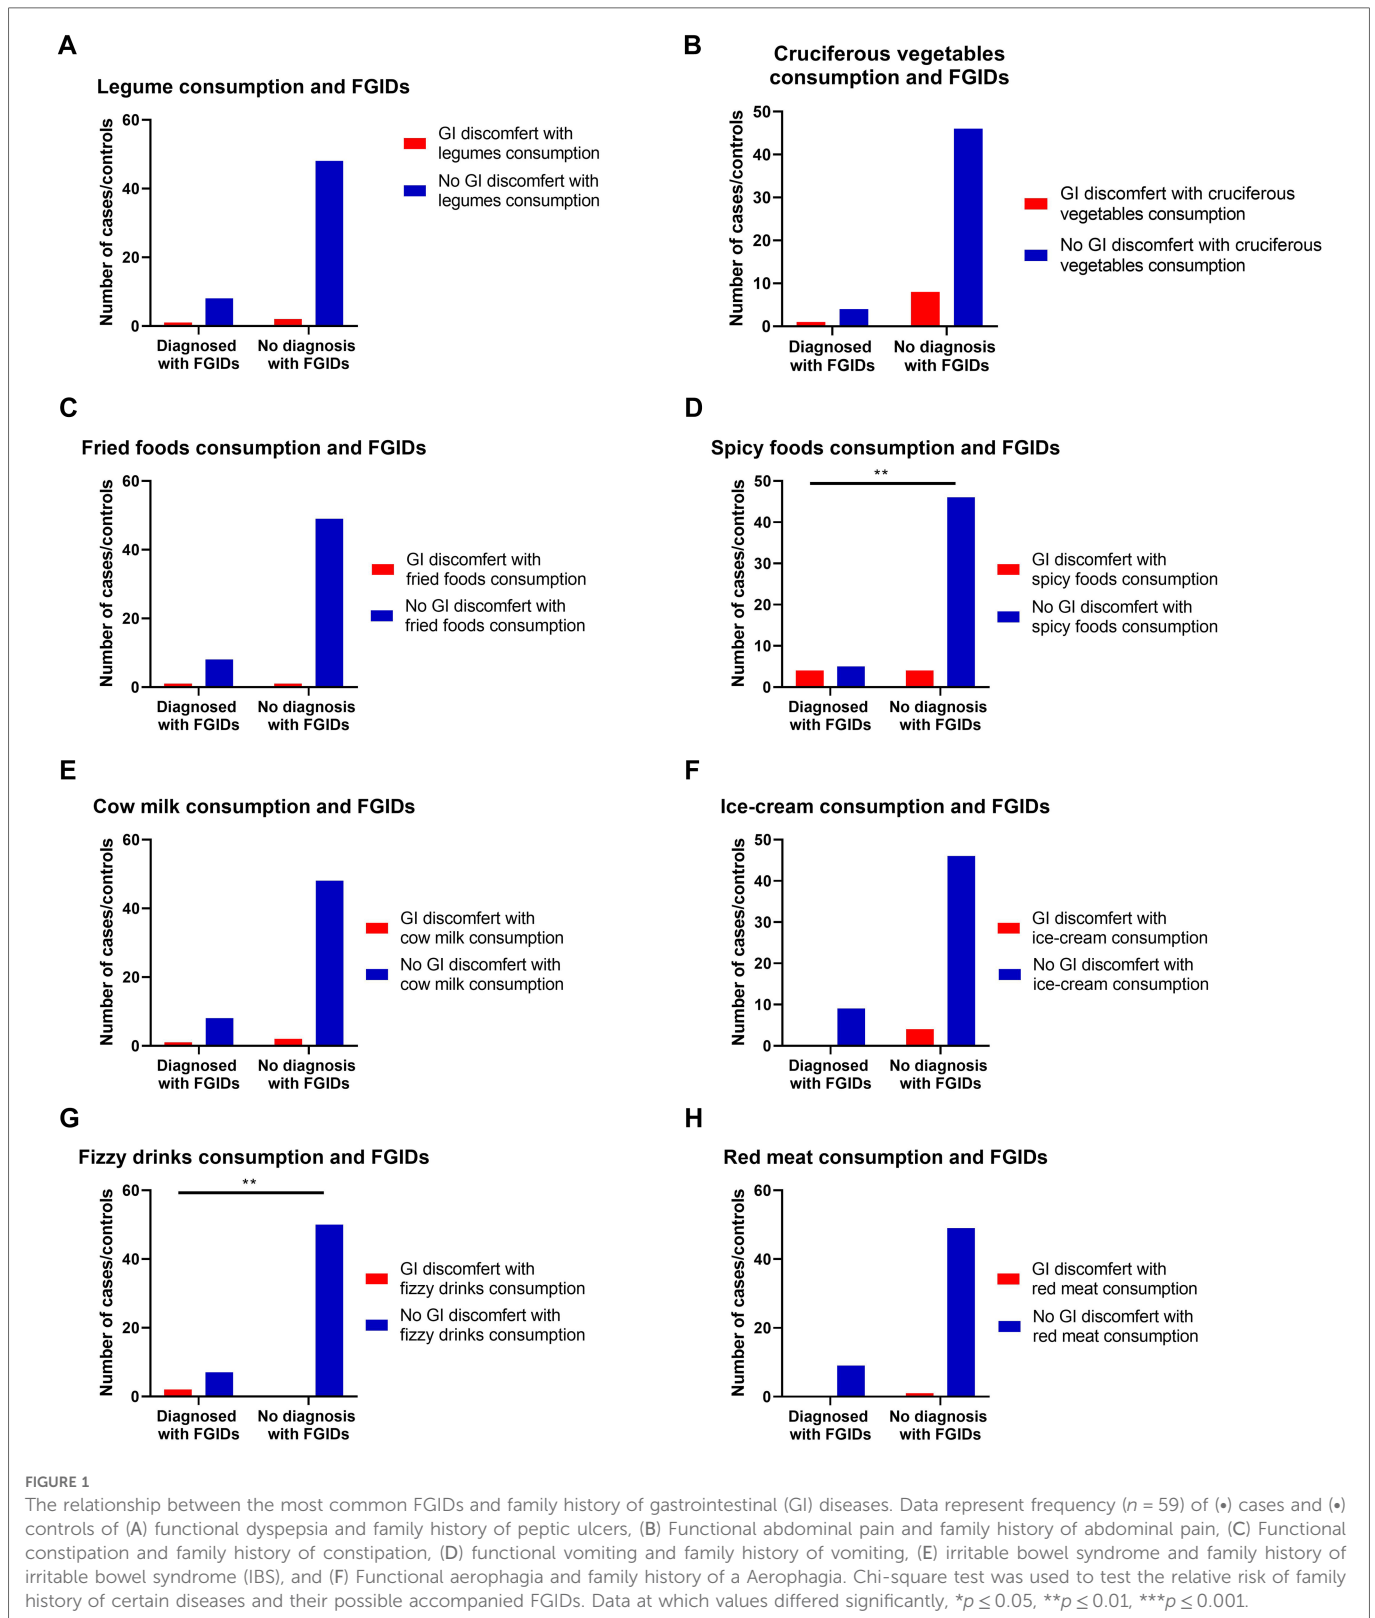 A
Legume consumption and FGIDs
Number of cases/controls
60
40
20
0
Diagnosed
with FGIDs
No diagnosis
with FGIDs
GI discomfert with
legumes consumption
No GI discomfert with
legumes consumption
B
Cruciferous vegetables
consumption and FGIDs
Number of cases/controls
50
40
30
20
10
0
Diagnosed
with FGIDs
No diagnosis
with FGIDs
GI discomfert with cruciferous
vegetables consumption
No GI discomfert with cruciferous
vegetables consumption
C
Fried foods consumption and FGIDs
Number of cases/controls
60
40
20
0
Diagnosed
with FGIDs
No diagnosis
with FGIDs
GI discomfert with
fried foods consumption
No GI discomfert with
fried foods consumption
D
Spicy foods consumption and FGIDs
**
Number of cases/controls
50
40
30
20
10
0
Diagnosed
with FGIDs
No diagnosis
with FGIDs
GI discomfert with
spicy foods consumption
No GI discomfert with
spicy foods consumption
E
Cow milk consumption and FGIDs
Number of cases/controls
60
40
20
0
Diagnosed
with FGIDs
No diagnosis
with FGIDs
GI discomfert with
cow milk consumption
No GI discomfert with
cow milk consumption
F
Ice-cream consumption and FGIDs
Number of cases/controls
50
40
30
20
10
0
Diagnosed
with FGIDs
No diagnosis
with FGIDs
GI discomfert with
ice-cream consumption
No GI discomfert with
ice-cream consumption
G
Fizzy drinks consumption and FGIDs
**
Number of cases/controls
60
40
20
0
Diagnosed
with FGIDs
No diagnosis
with FGIDs
GI discomfert with
fizzy drinks consumption
No GI discomfert with
fizzy drinks consumption
H
Red meat consumption and FGIDs
Number of cases/controls
60
40
20
0
Diagnosed
with FGIDs
No diagnosis
with FGIDs
GI discomfert with
red meat consumption
No GI discomfert with
red meat consumption
FIGURE 1
The relationship between the most common FGIDs and family history of gastrointestinal (GI) diseases. Data represent frequency (n = 59) of (•) cases and (•)
controls of (A) functional dyspepsia and family history of peptic ulcers, (B) Functional abdominal pain and family history of abdominal pain, (C) Functional
constipation and family history of constipation, (D) functional vomiting and family history of vomiting, (E) irritable bowel syndrome and family history of
irritable bowel syndrome (IBS), and (F) Functional aerophagia and family history of a Aerophagia. Chi-square test was used to test the relative risk of family
history of certain diseases and their possible accompanied FGIDs. Data at which values differed significantly, *p ≤ 0.05, **p ≤ 0.01, ***p ≤ 0.001.